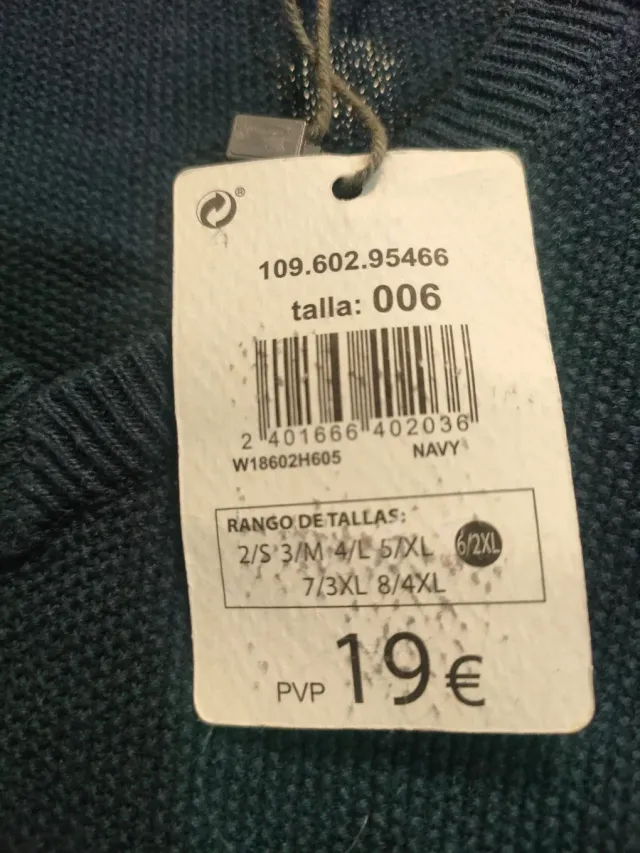 ®
109.602.95466
talla: 006
2 401666 402036
W18602H605 NAVY
RANGO DE TALLAS:
2/S 3/M 4/L 5/XL 6/2XL
7/3XL 8/4XL
PVP 19€